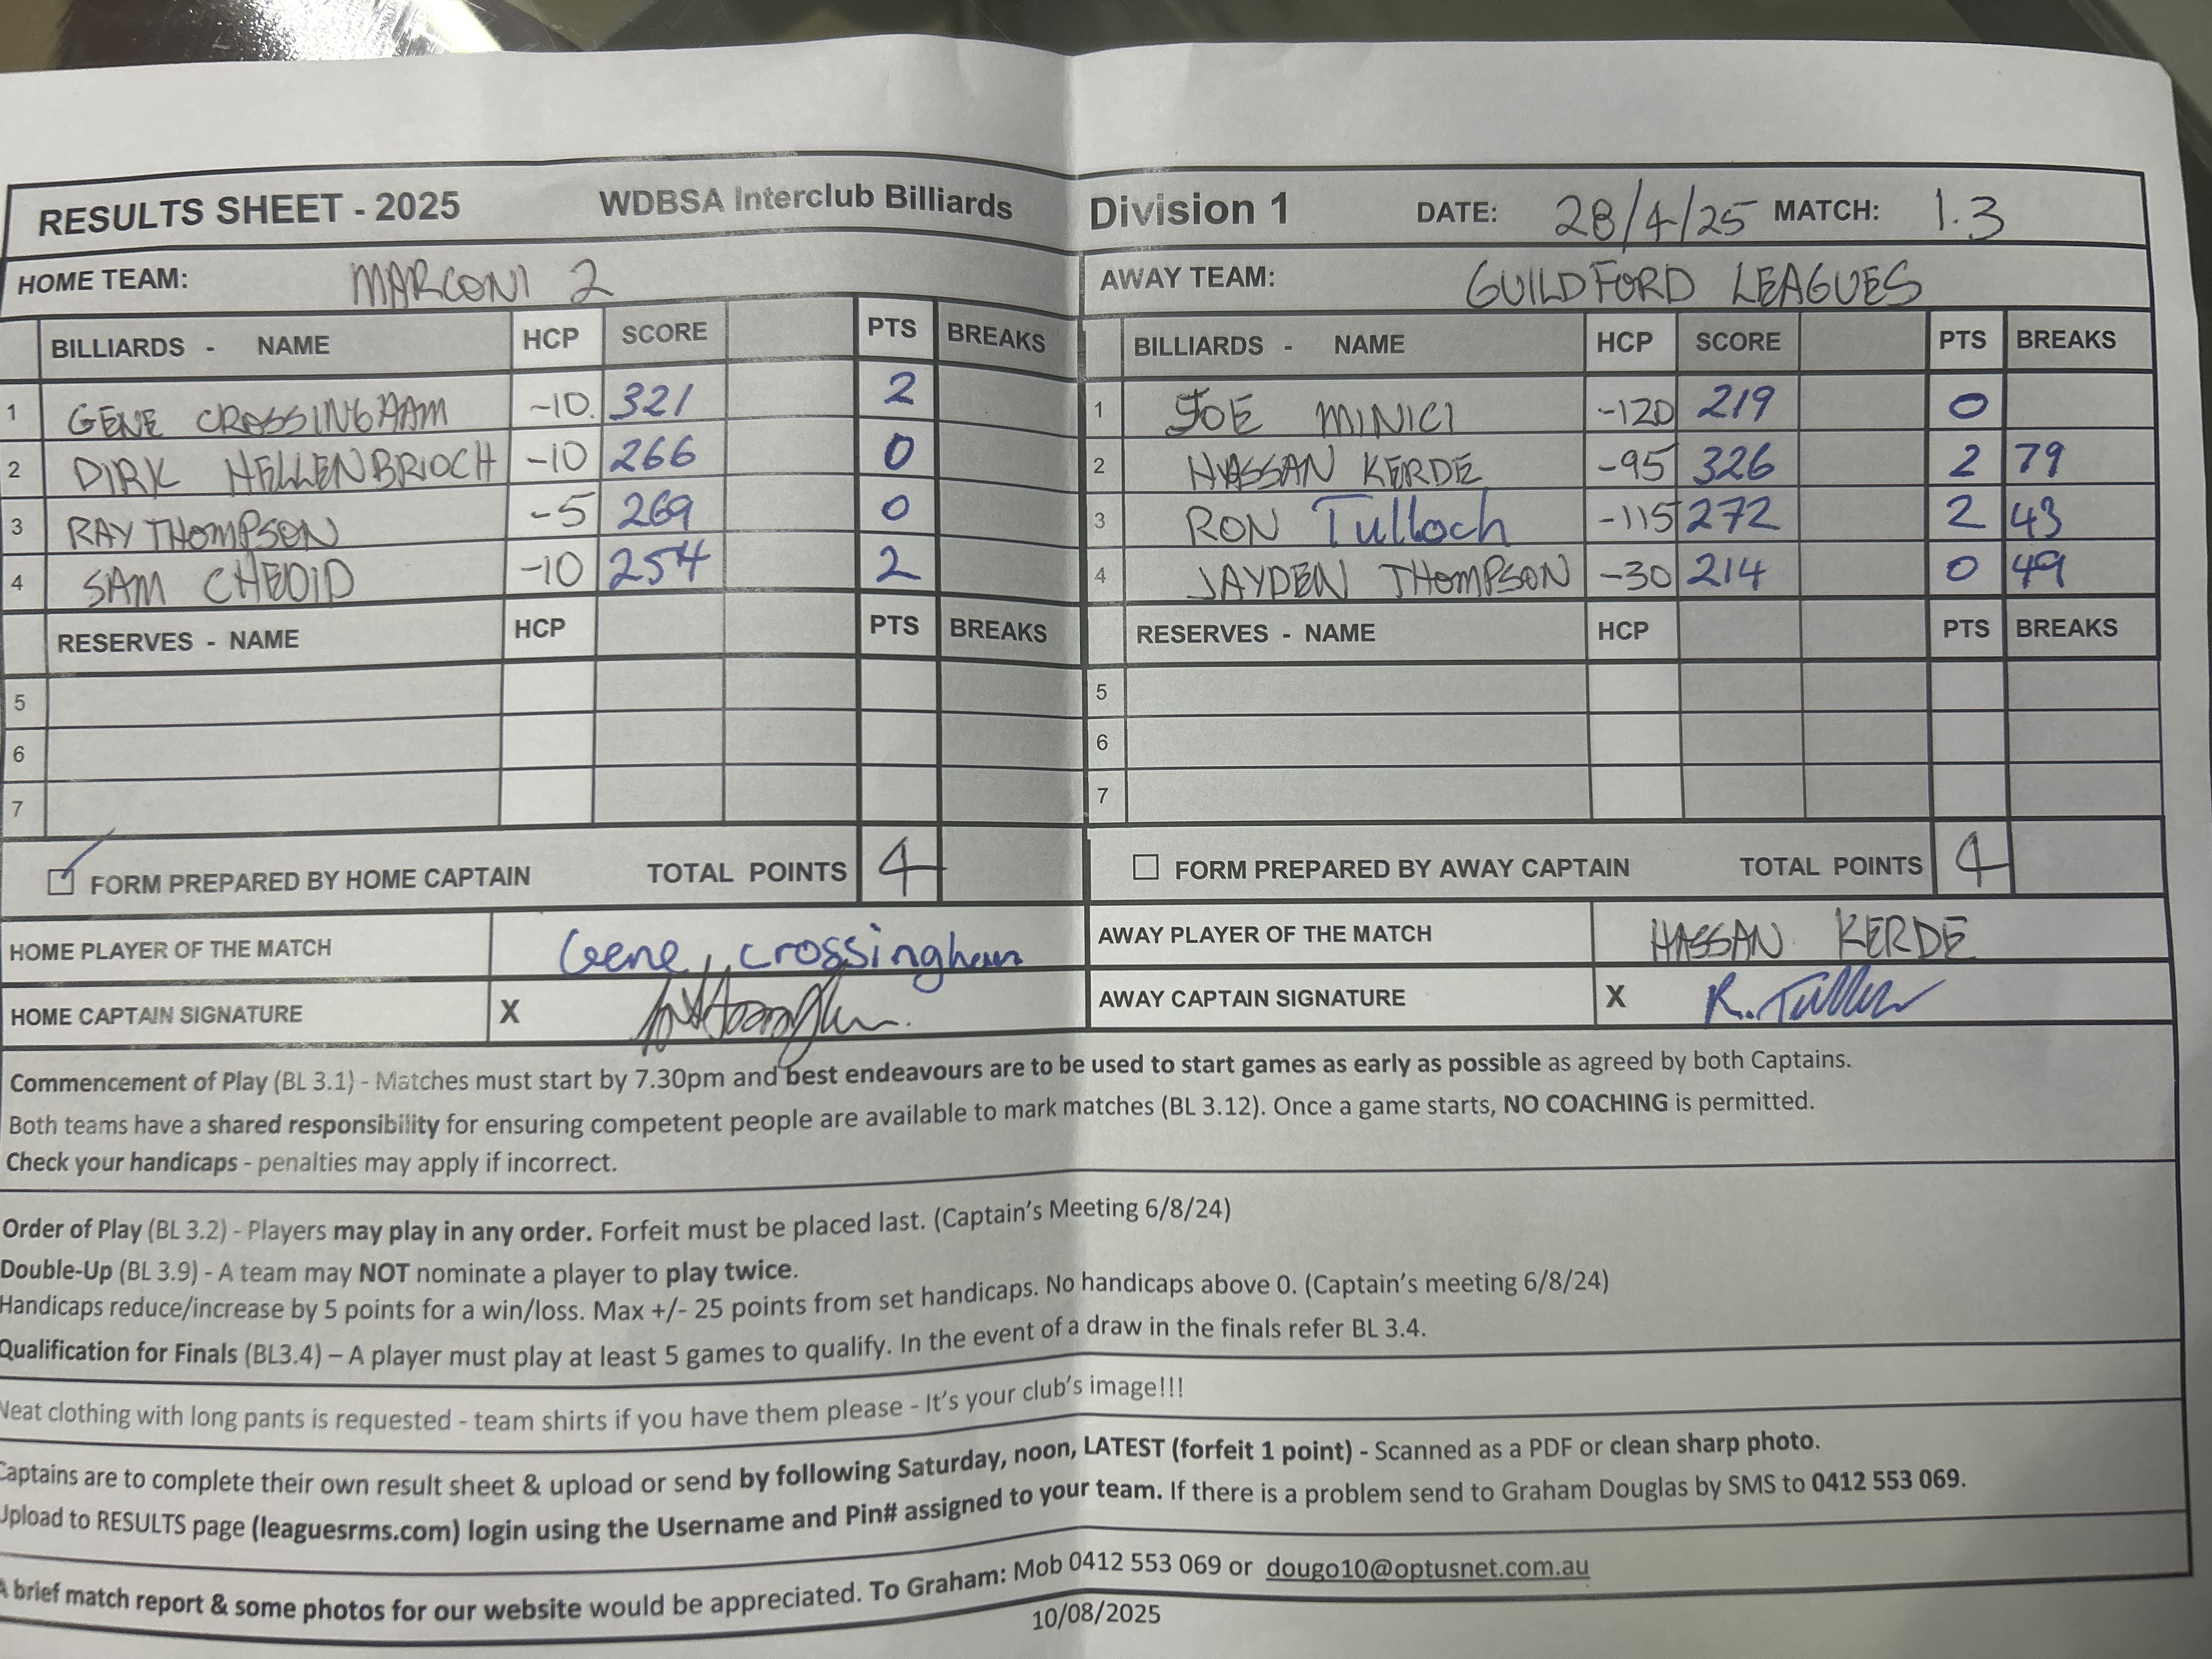 RESULTS SHEET - 2025 WDBSA Interclub Billiards Division 1 DATE: 28/4/25 MATCH: 1.3
HOME TEAM: MARCONI 2 AWAY TEAM: GUILDFORD LEAGUES
BILLIARDS - NAME HCP SCORE PTS BREAKS BILLIARDS - NAME HCP SCORE PTS BREAKS
1 GENE CROSSINGHAM -10. 321 2 1 JOE MINICI -120 219 0
2 DIRK HELLENBRIOCH -10 266 0 2 HASSAN KERDE -95 326 2 79
3 RAY THOMPSON -5 269 0 3 RON Tulloch -115 272 2 43
4 SAM CHEDID -10 254 2 4 JAYDEN THOMPSON -30 214 0 49
RESERVES - NAME HCP PTS BREAKS RESERVES - NAME HCP PTS BREAKS
5 5
6 6
7 7
FORM PREPARED BY HOME CAPTAIN TOTAL POINTS 4 FORM PREPARED BY AWAY CAPTAIN TOTAL POINTS 4
HOME PLAYER OF THE MATCH Gene, crossingham AWAY PLAYER OF THE MATCH HASSAN KERDE
HOME CAPTAIN SIGNATURE X AWAY CAPTAIN SIGNATURE X
Commencement of Play (BL 3.1) - Matches must start by 7.30pm and best endeavours are to be used to start games as early as possible as agreed by both Captains.
Both teams have a shared responsibility for ensuring competent people are available to mark matches (BL 3.12). Once a game starts, NO COACHING is permitted.
Check your handicaps - penalties may apply if incorrect.
Order of Play (BL 3.2) - Players may play in any order. Forfeit must be placed last. (Captain's Meeting 6/8/24)
Double-Up (BL 3.9) - A team may NOT nominate a player to play twice.
Handicaps reduce/increase by 5 points for a win/loss. Max +/- 25 points from set handicaps. No handicaps above 0. (Captain's meeting 6/8/24)
Qualification for Finals (BL3.4) – A player must play at least 5 games to qualify. In the event of a draw in the finals refer BL 3.4.
Neat clothing with long pants is requested - team shirts if you have them please - It's your club's image!!!
Captains are to complete their own result sheet & upload or send by following Saturday, noon, LATEST (forfeit 1 point) - Scanned as a PDF or clean sharp photo.
Upload to RESULTS page (leaguesrms.com) login using the Username and Pin# assigned to your team. If there is a problem send to Graham Douglas by SMS to 0412 553 069.
A brief match report & some photos for our website would be appreciated. To Graham: Mob 0412 553 069 or dougo10@optusnet.com.au
10/08/2025